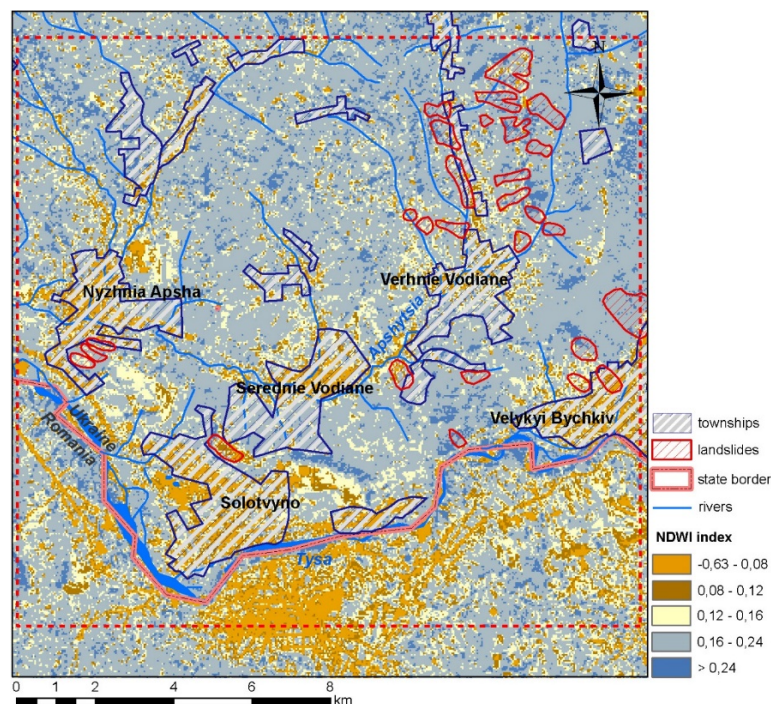 N
Nyzhnia Apsha
Verhnie Vodiane
Apshytsia
Serednie Vodiane
Velykyi Bychkiv
Ukraine
Romania
Solotvyno
Tysa
townships
landslides
state border
rivers
NDWI index
-0,63 - 0,08
0,08 - 0,12
0,12 - 0,16
0,16 - 0,24
> 0,24
0 1 2 4 6 8
km